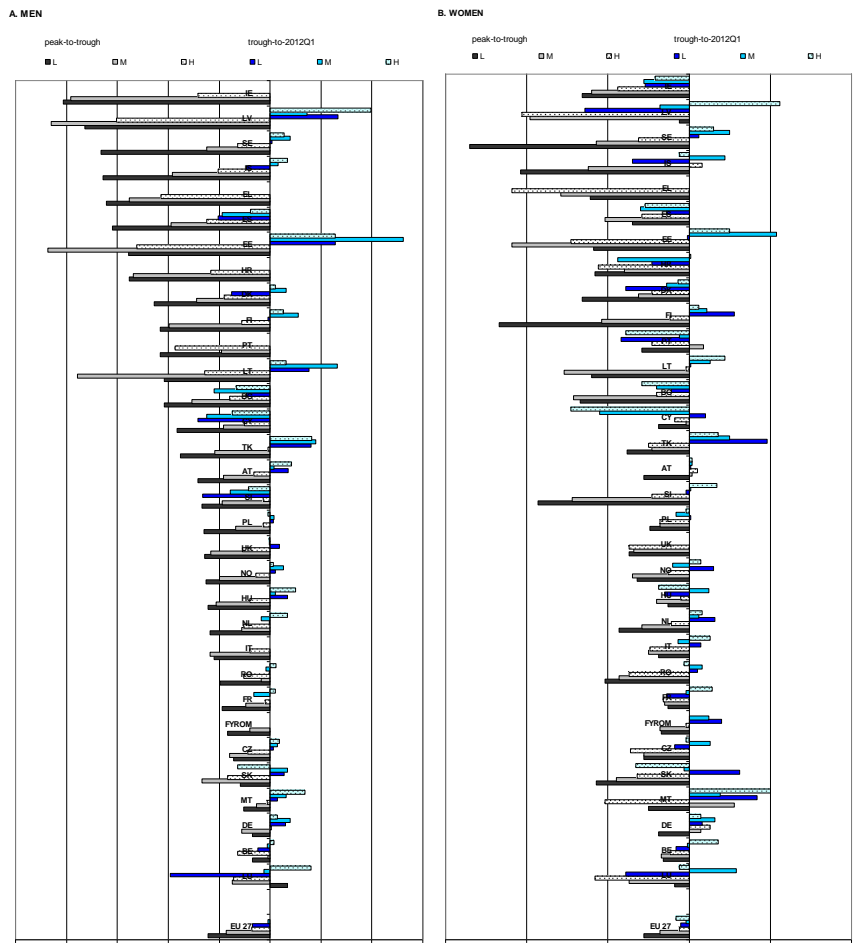 A. MEN
peak-to-trough trough-to-2012Q1
L M H L M H
IE
LV
SE
EL
EE
HR
FI
PT
LT
BG
TK
AT
SI
PL
UK
NO
HU
NL
IT
RO
FR
FYROM
CZ
SK
MT
DE
BE
EU 27
B. WOMEN
peak-to-trough trough-to-2012Q1
L M H L M H
SE
IS
EL
EE
FI
LT
BG
CY
TK
AT
SI
PL
UK
NO
HU
NL
IT
RO
FYROM
CZ
SK
MT
DE
BE
EU 27